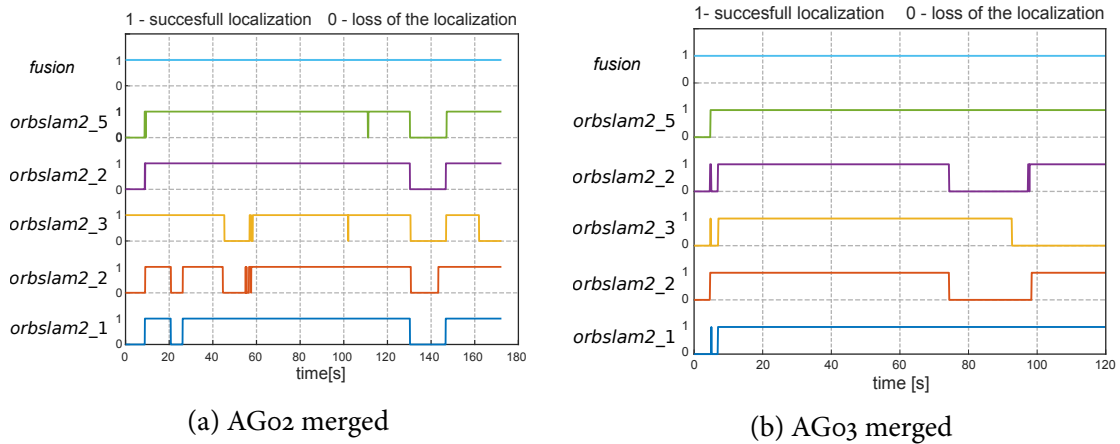 1 - succesfull localization 0 - loss of the localization
fusion
1
0
orbslam2_5
1
0
orbslam2_2
1
0
orbslam2_3
1
0
orbslam2_2
1
0
orbslam2_1
1
0
0 20 40 60 80 100 120 140 160 180
time[s]
(a) AG02 merged
1- succesfull localization 0 - loss of the localization
fusion
1
0
orbslam2_5
1
0
orbslam2_2
1
0
orbslam2_3
1
0
orbslam2_2
1
0
orbslam2_1
1
0
0 20 40 60 80 100 120
time [s]
(b) AG03 merged